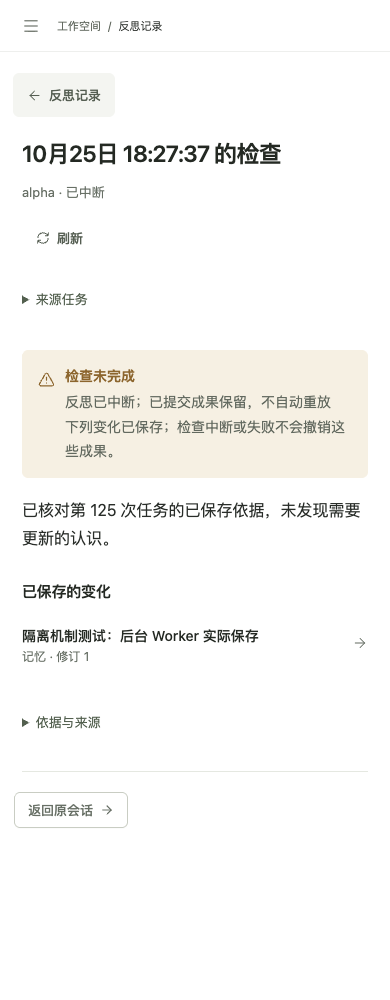 工作空间 / 反思记录
反思记录
10月25日 18:27:37 的检查
alpha · 已中断
刷新
来源任务
检查未完成
反思已中断；已提交成果保留，不自动重放
下列变化已保存；检查中断或失败不会撤销这
些成果。
已核对第 125 次任务的已保存依据，未发现需要
更新的认识。
已保存的变化
隔离机制测试：后台 Worker 实际保存
记忆 · 修订 1
依据与来源
返回原会话